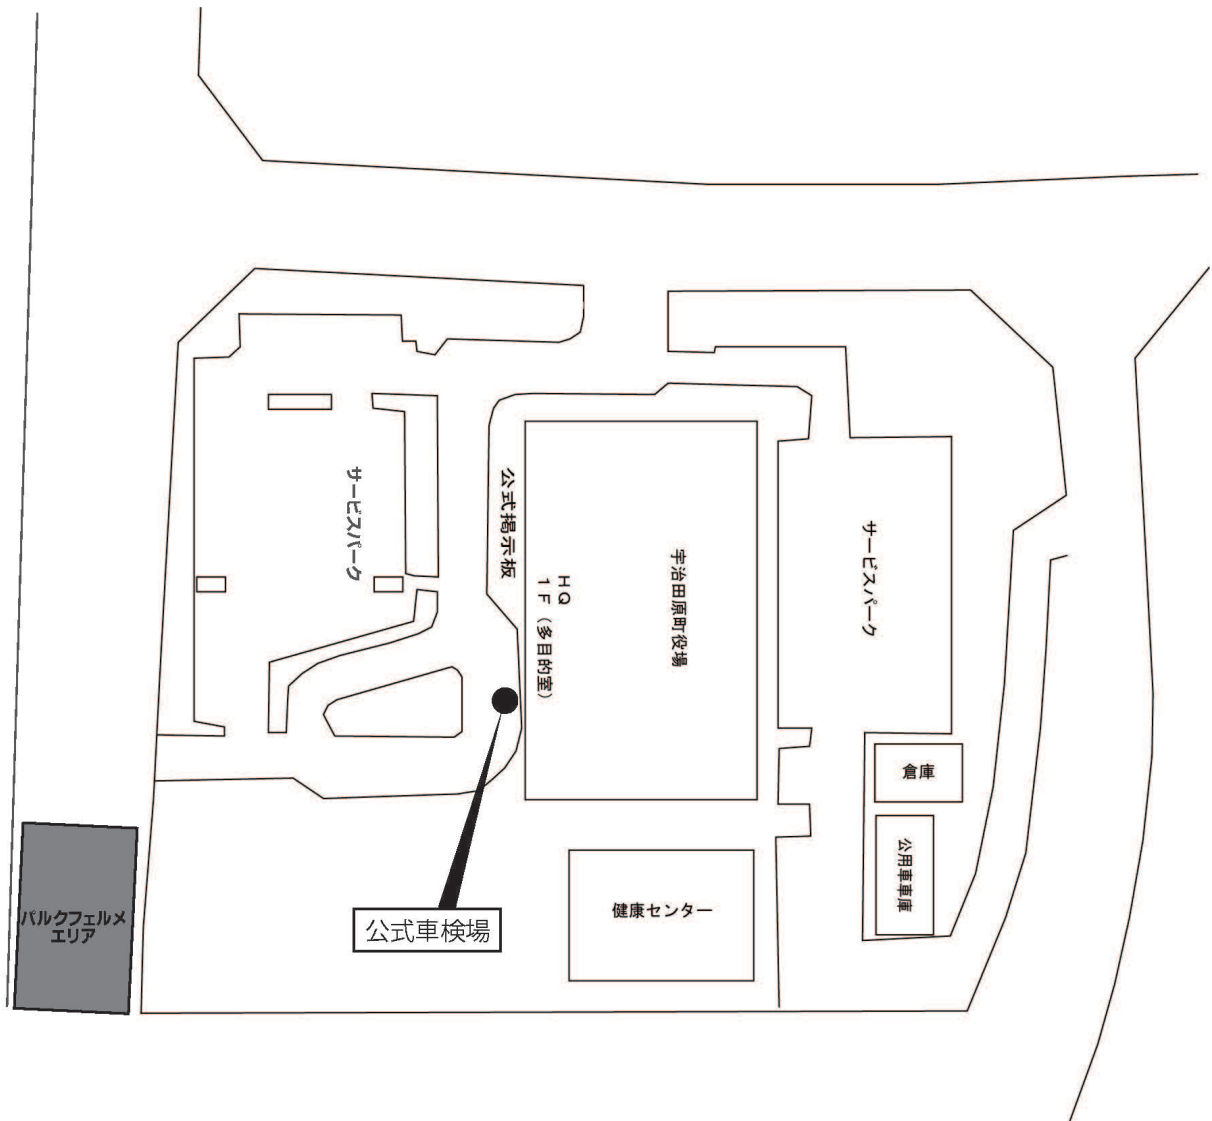 サービスパーク
公式掲示板
HQ
1F（多目的室）
宇治田原町役場
サービスパーク
倉庫
公用車車庫
健康センター
パルクフェルメ
エリア
公式車検場